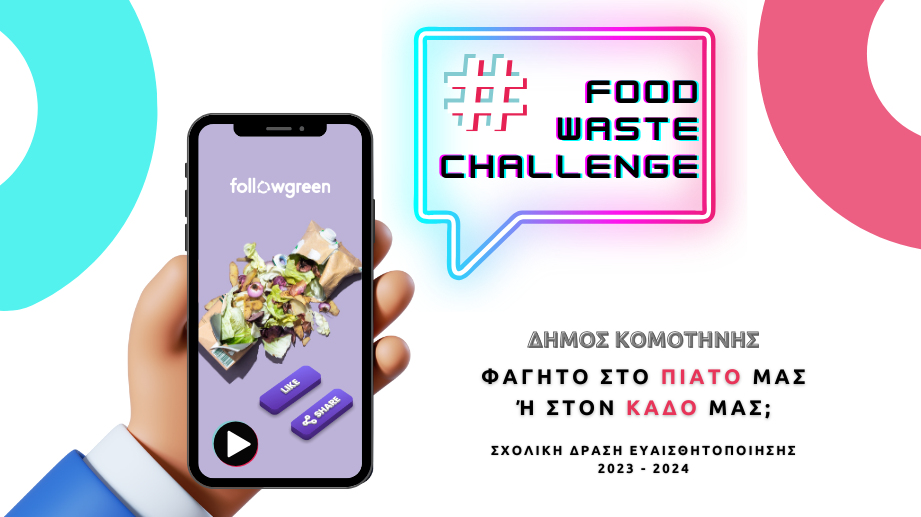 # FOOD
WASTE
CHALLENGE
followgreen
LIKE
SHARE
ΔΗΜΟΣ ΚΟΜΟΤΗΝΗΣ
ΦΑΓΗΤΟ ΣΤΟ ΠΙΑΤΟ ΜΑΣ
Ή ΣΤΟΝ ΚΑΔΟ ΜΑΣ;
ΣΧΟΛΙΚΗ ΔΡΑΣΗ ΕΥΑΙΣΘΗΤΟΠΟΙΗΣΗΣ
2023 - 2024